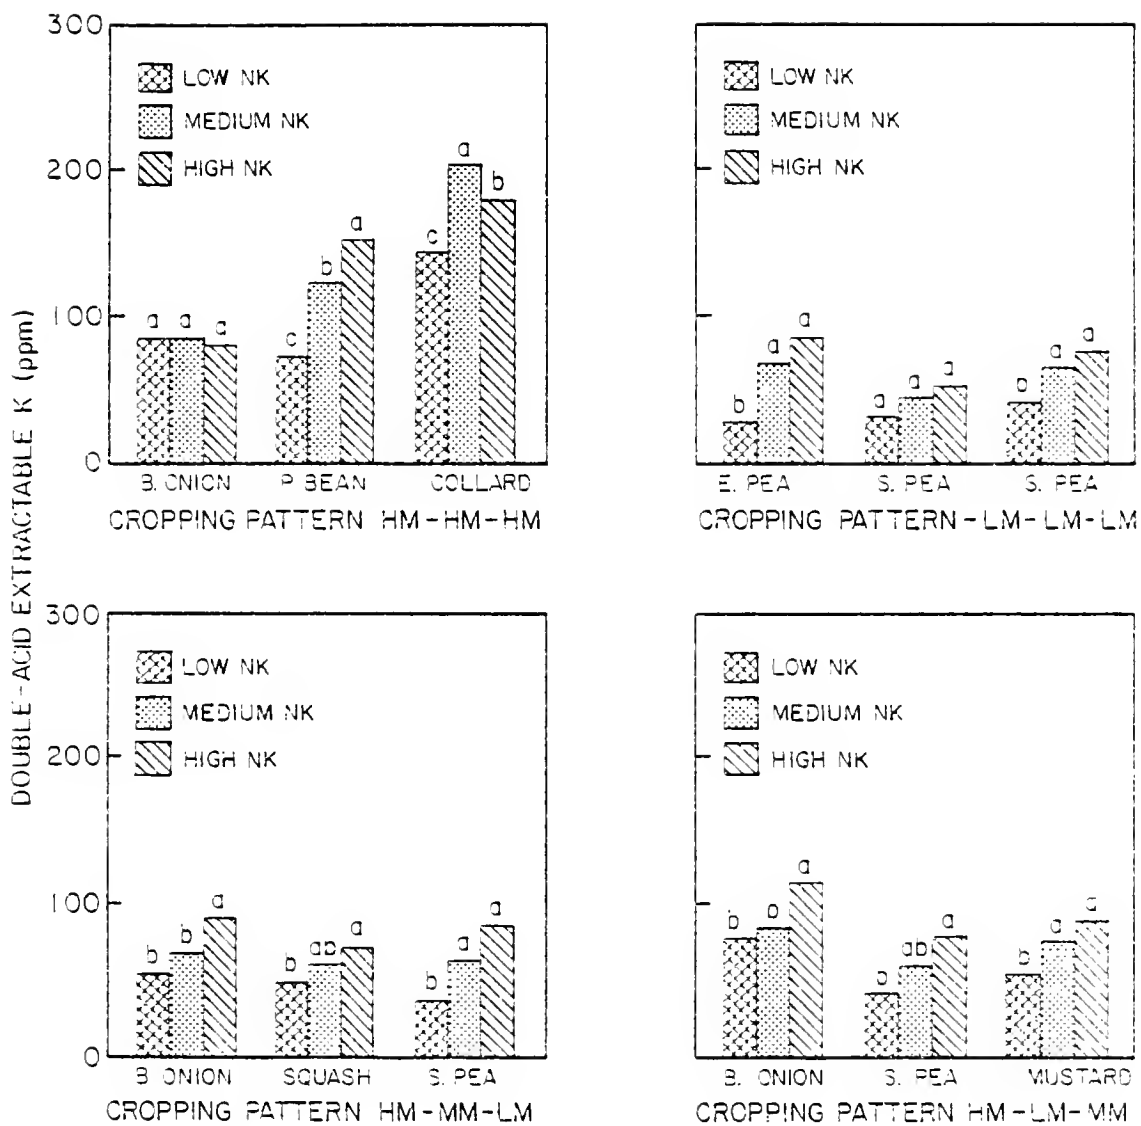 DOUBLE-ACID EXTRACTABLE K (ppm)
300
200
100
0
LOW NK
MEDIUM NK
HIGH NK
a a a
c b a
c a b
B. ONION P. BEAN COLLARD
CROPPING PATTERN HM-HM-HM
LOW NK
MEDIUM NK
HIGH NK
b a a
a a a
a a
E. PEA S. PEA S. PEA
CROPPING PATTERN-LM-LM-LM
300
200
100
0
LOW NK
MEDIUM NK
HIGH NK
b b a
b ab a
b a a
B. ONION SQUASH S. PEA
CROPPING PATTERN HM-MM-LM
LOW NK
MEDIUM NK
HIGH NK
b b a
b ab a
b a a
B. ONION S. PEA MUSTARD
CROPPING PATTERN HM-LM-MM